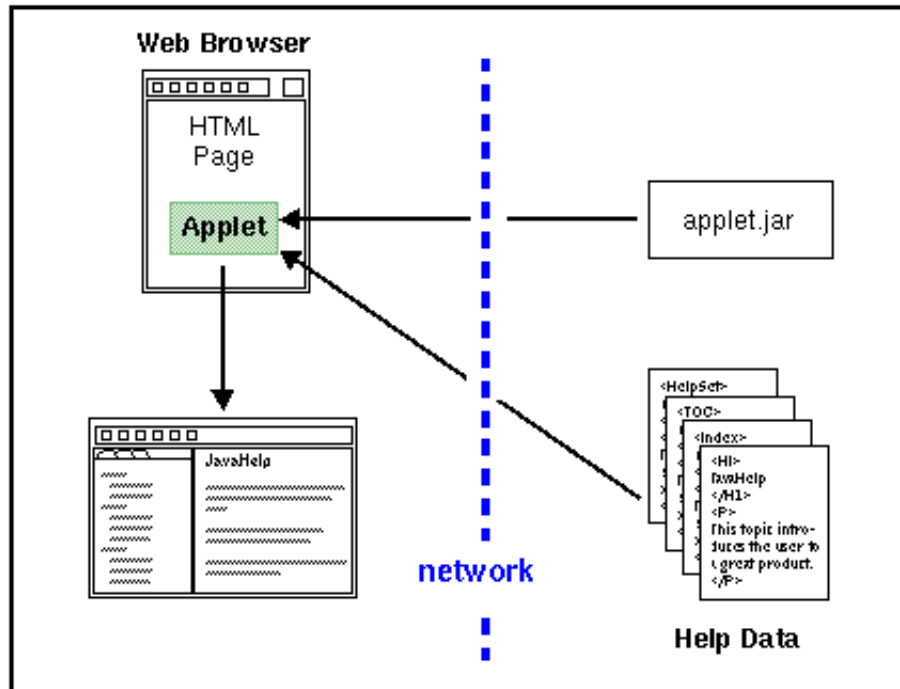 Web Browser
HTML
Page
Applet
applet.jar
JavaHelp
network
<HelpSet>
<TOC>
<Index>
<H1>
JavaHelp
</H1>
<P>
This topic intro-
duces the user to
a great product.
</P>
Help Data